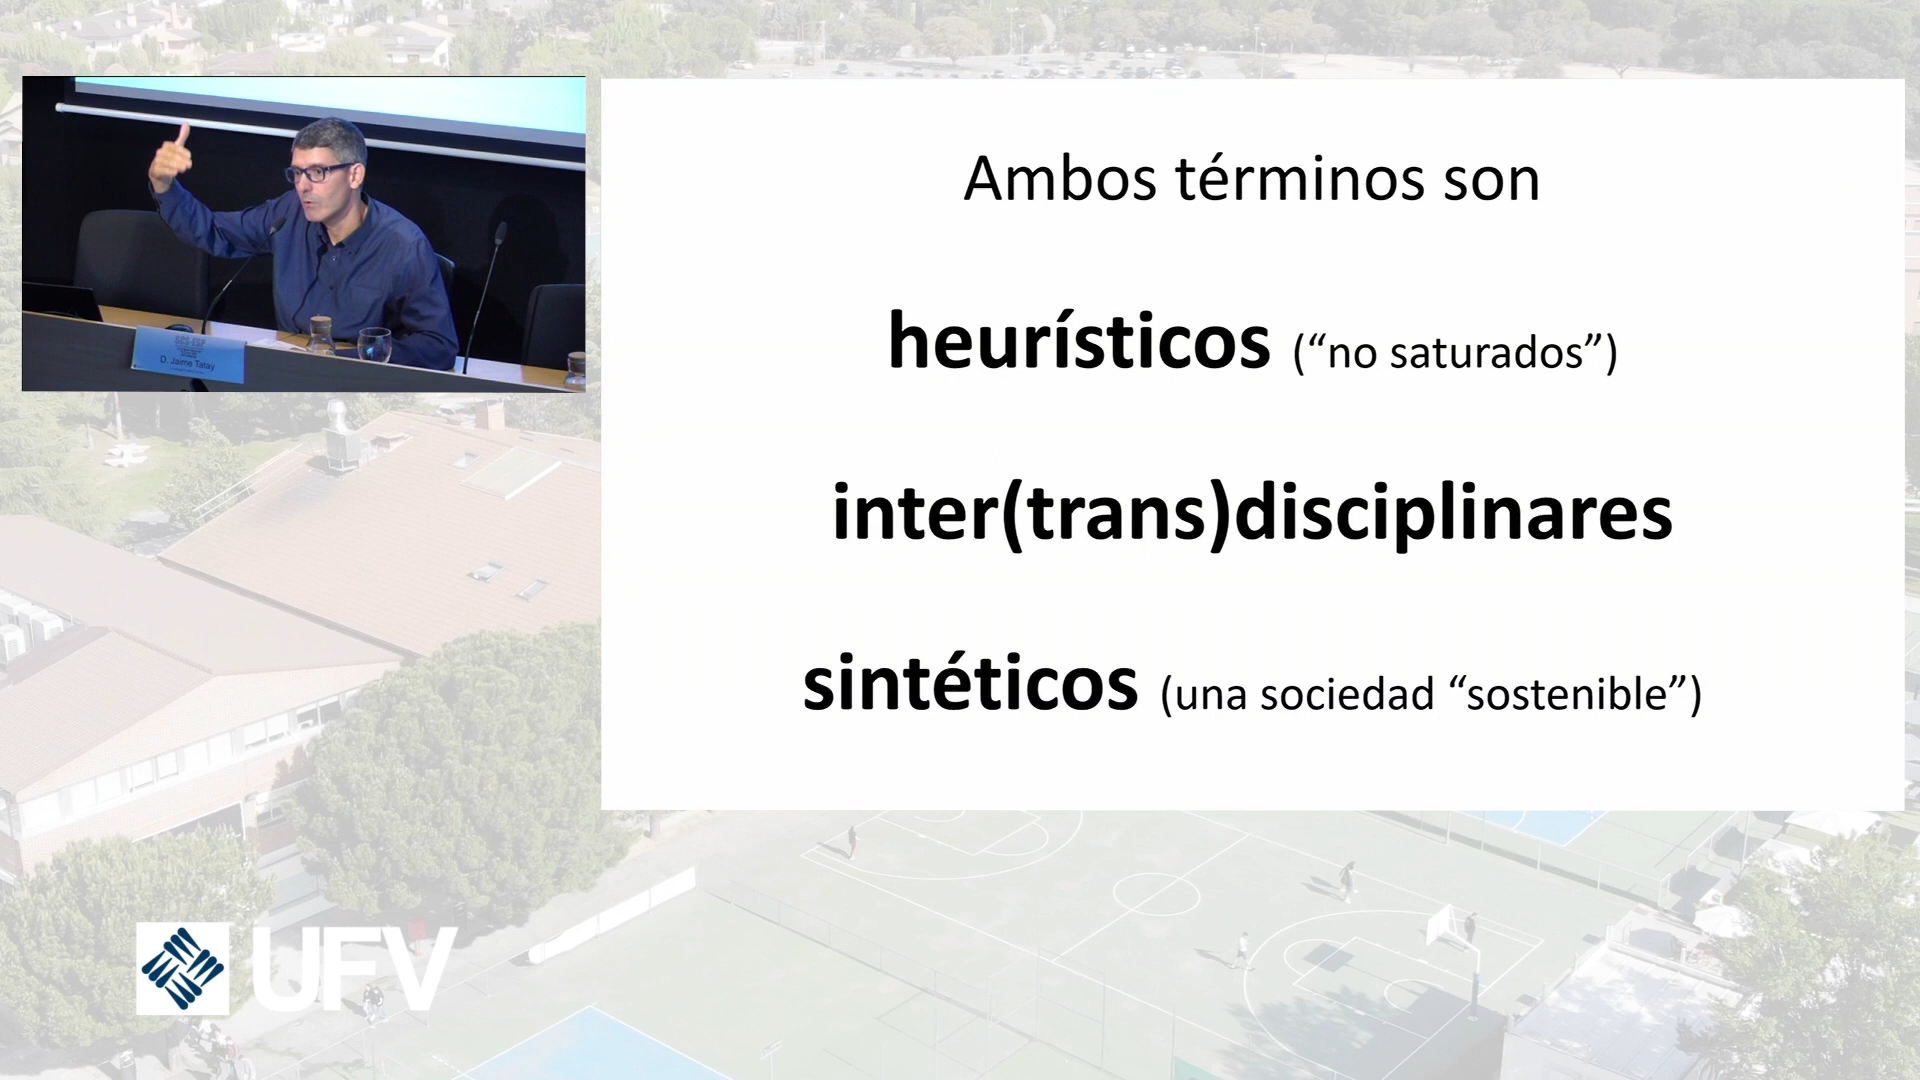 D. Jaime Tatay
Ambos términos son
heurísticos (“no saturados”)
inter(trans)disciplinares
sintéticos (una sociedad “sostenible”)
UFV